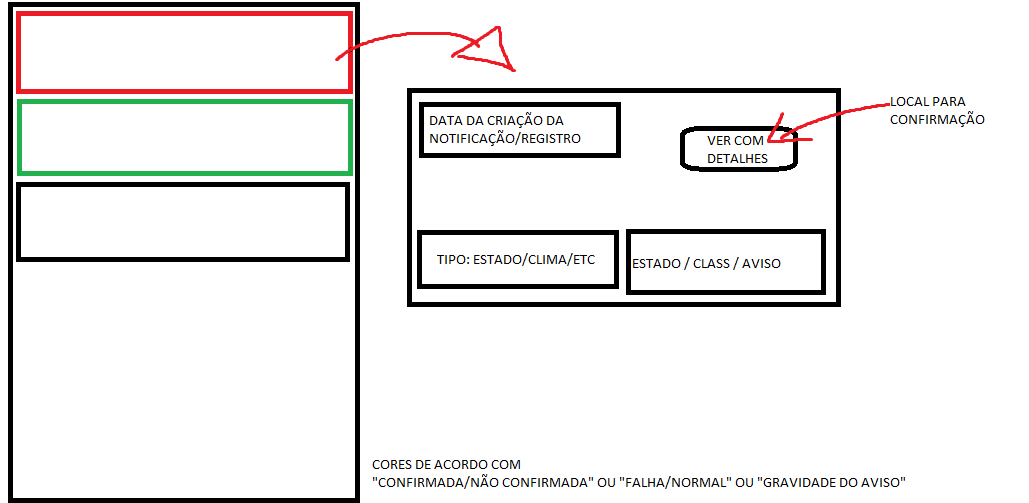 DATA DA CRIAÇÃO DA
NOTIFICAÇÃO/REGISTRO
VER COM
DETALHES
LOCAL PARA
CONFIRMAÇÃO
TIPO: ESTADO/CLIMA/ETC
ESTADO / CLASS / AVISO
CORES DE ACORDO COM
"CONFIRMADA/NÃO CONFIRMADA" OU "FALHA/NORMAL" OU "GRAVIDADE DO AVISO"